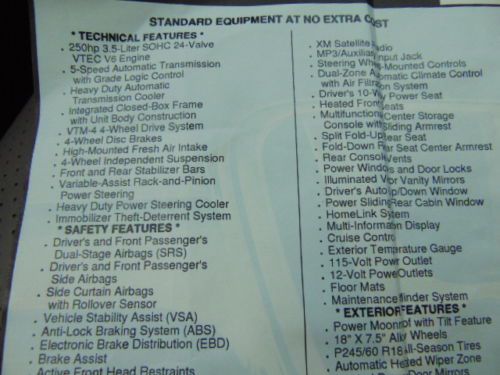 STANDARD EQUIPMENT AT NO EXTRA COST
* TECHNICAL FEATURES *
. 250hp 3.5-Liter SOHC 24-Valve
VTEC V6 Engine
. 5-Speed Automatic Transmission
with Grade Logic Control
. Heavy Duty Automatic
Transmission Cooler
. Integrated Closed-Box Frame
with Unit Body Construction
. VTM-4 4-Wheel Drive System
. 4-Wheel Disc Brakes
. High-Mounted Fresh Air Intake
. 4-Wheel Independent Suspension
. Front and Rear Stabilizer Bars
. Variable-Assist Rack-and-Pinion
Power Steering
. Heavy Duty Power Steering Cooler
. Immobilizer Theft-Deterrent System
* SAFETY FEATURES *
. Driver's and Front Passenger's
Dual-Stage Airbags (SRS)
. Driver's and Front Passenger's
Side Airbags
. Side Curtain Airbags
with Rollover Sensor
. Vehicle Stability Assist (VSA)
. Anti-Lock Braking System (ABS)
. Electronic Brake Distribution (EBD)
. Brake Assist
Active Front Head Restraints
. XM Satellite Radio
. MP3/Auxiliary Input Jack
. Steering Wheel-Mounted Controls
. Dual-Zone Automatic Climate Control
with Air Filtration System
. Driver's 10-Way Power Seat
. Heated Front Seats
. Multifunction Center Storage
Console with Sliding Armrest
. Split Fold-Up Rear Seat
. Fold-Down Rear Seat Center Armrest
. Rear Console Vents
. Power Windows and Door Locks
. Illuminated Visor Vanity Mirrors
. Driver's Auto Up/Down Window
. Power Sliding Rear Cabin Window
. HomeLink System
. Multi-Information Display
. Cruise Control
. Exterior Temperature Gauge
. 115-Volt Power Outlet
. 12-Volt Power Outlets
. Floor Mats
. Maintenance Minder System
* EXTERIOR FEATURES *
. Power Moonroof with Tilt Feature
. 18" X 7.5" Alloy Wheels
. P245/60 R18 All-Season Tires
. Automatic Heated Wiper Zone
Door Mirrors